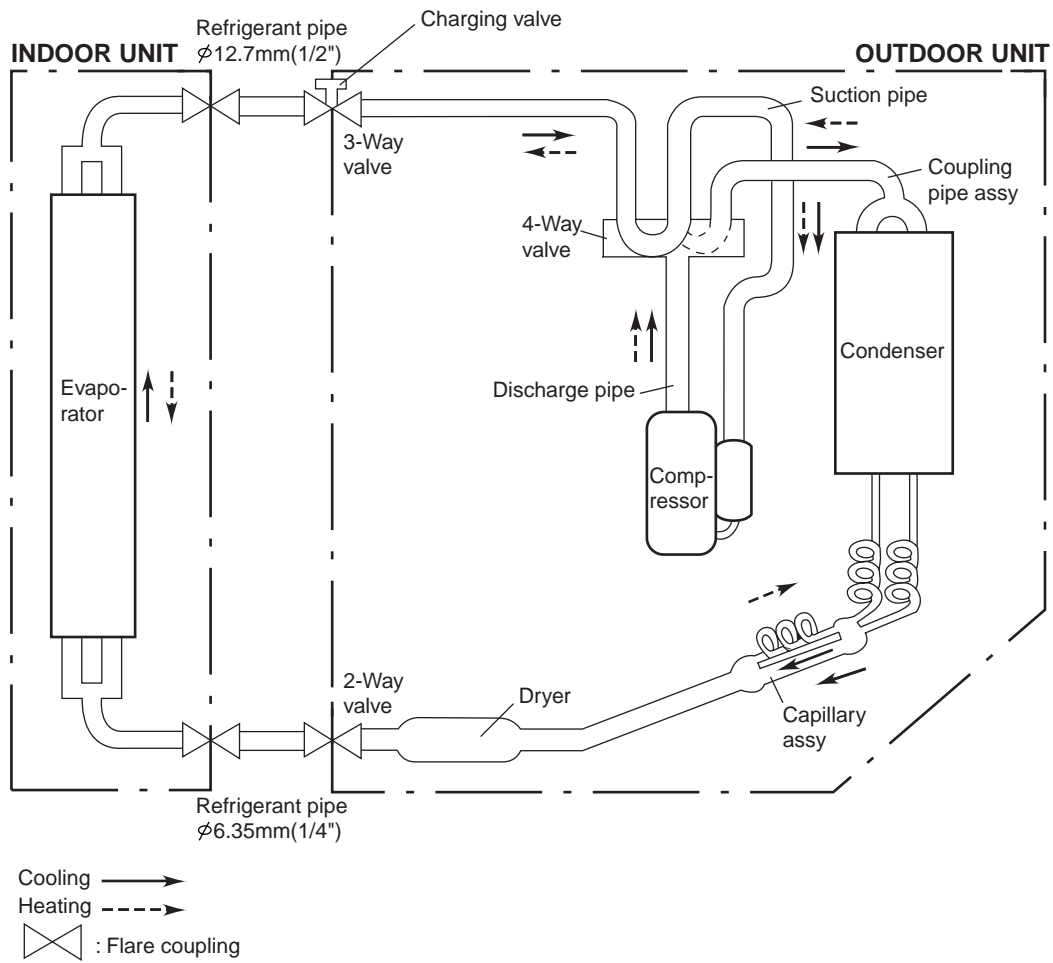 Refrigerant pipe
⌀12.7mm(1/2")
Charging valve
INDOOR UNIT
OUTDOOR UNIT
Suction pipe
3-Way
valve
Coupling
pipe assy
4-Way
valve
Condenser
Evapo-
rator
Discharge pipe
Comp-
ressor
2-Way
valve
Dryer
Capillary
assy
Refrigerant pipe
⌀6.35mm(1/4")
Cooling
Heating
: Flare coupling